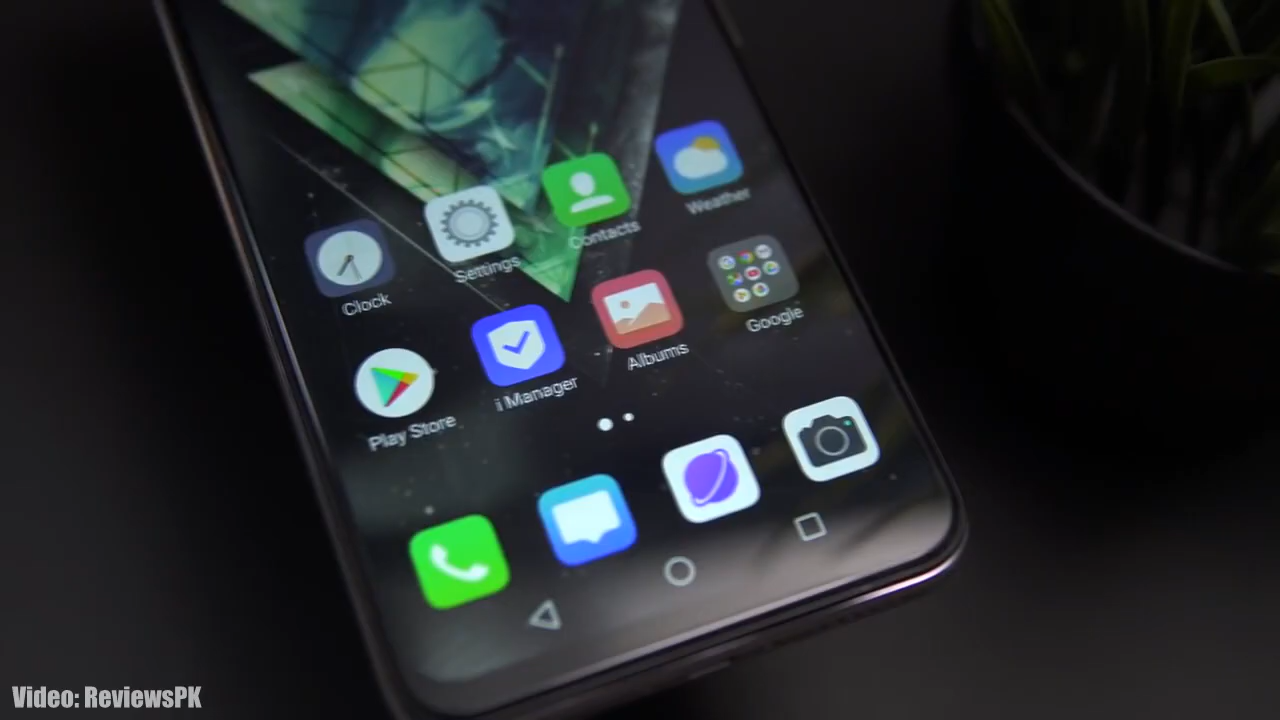 Clock
Settings
Contacts
Weather
Play Store
i Manager
Albums
Google
Video: ReviewsPK